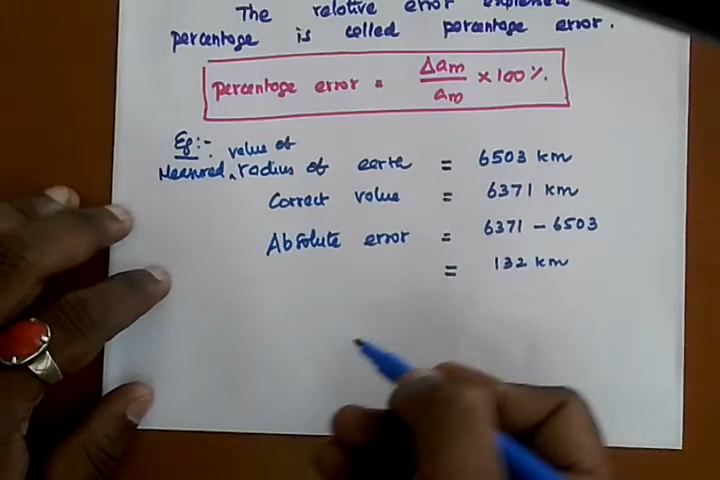 The relative error explained
percentage is called percentage error.
percentage error = Δam/am × 100%.
Eg:- value of
Measured, radius of earth = 6503 km
Correct value = 6371 km
Absolute error = 6371 - 6503
= 132 km